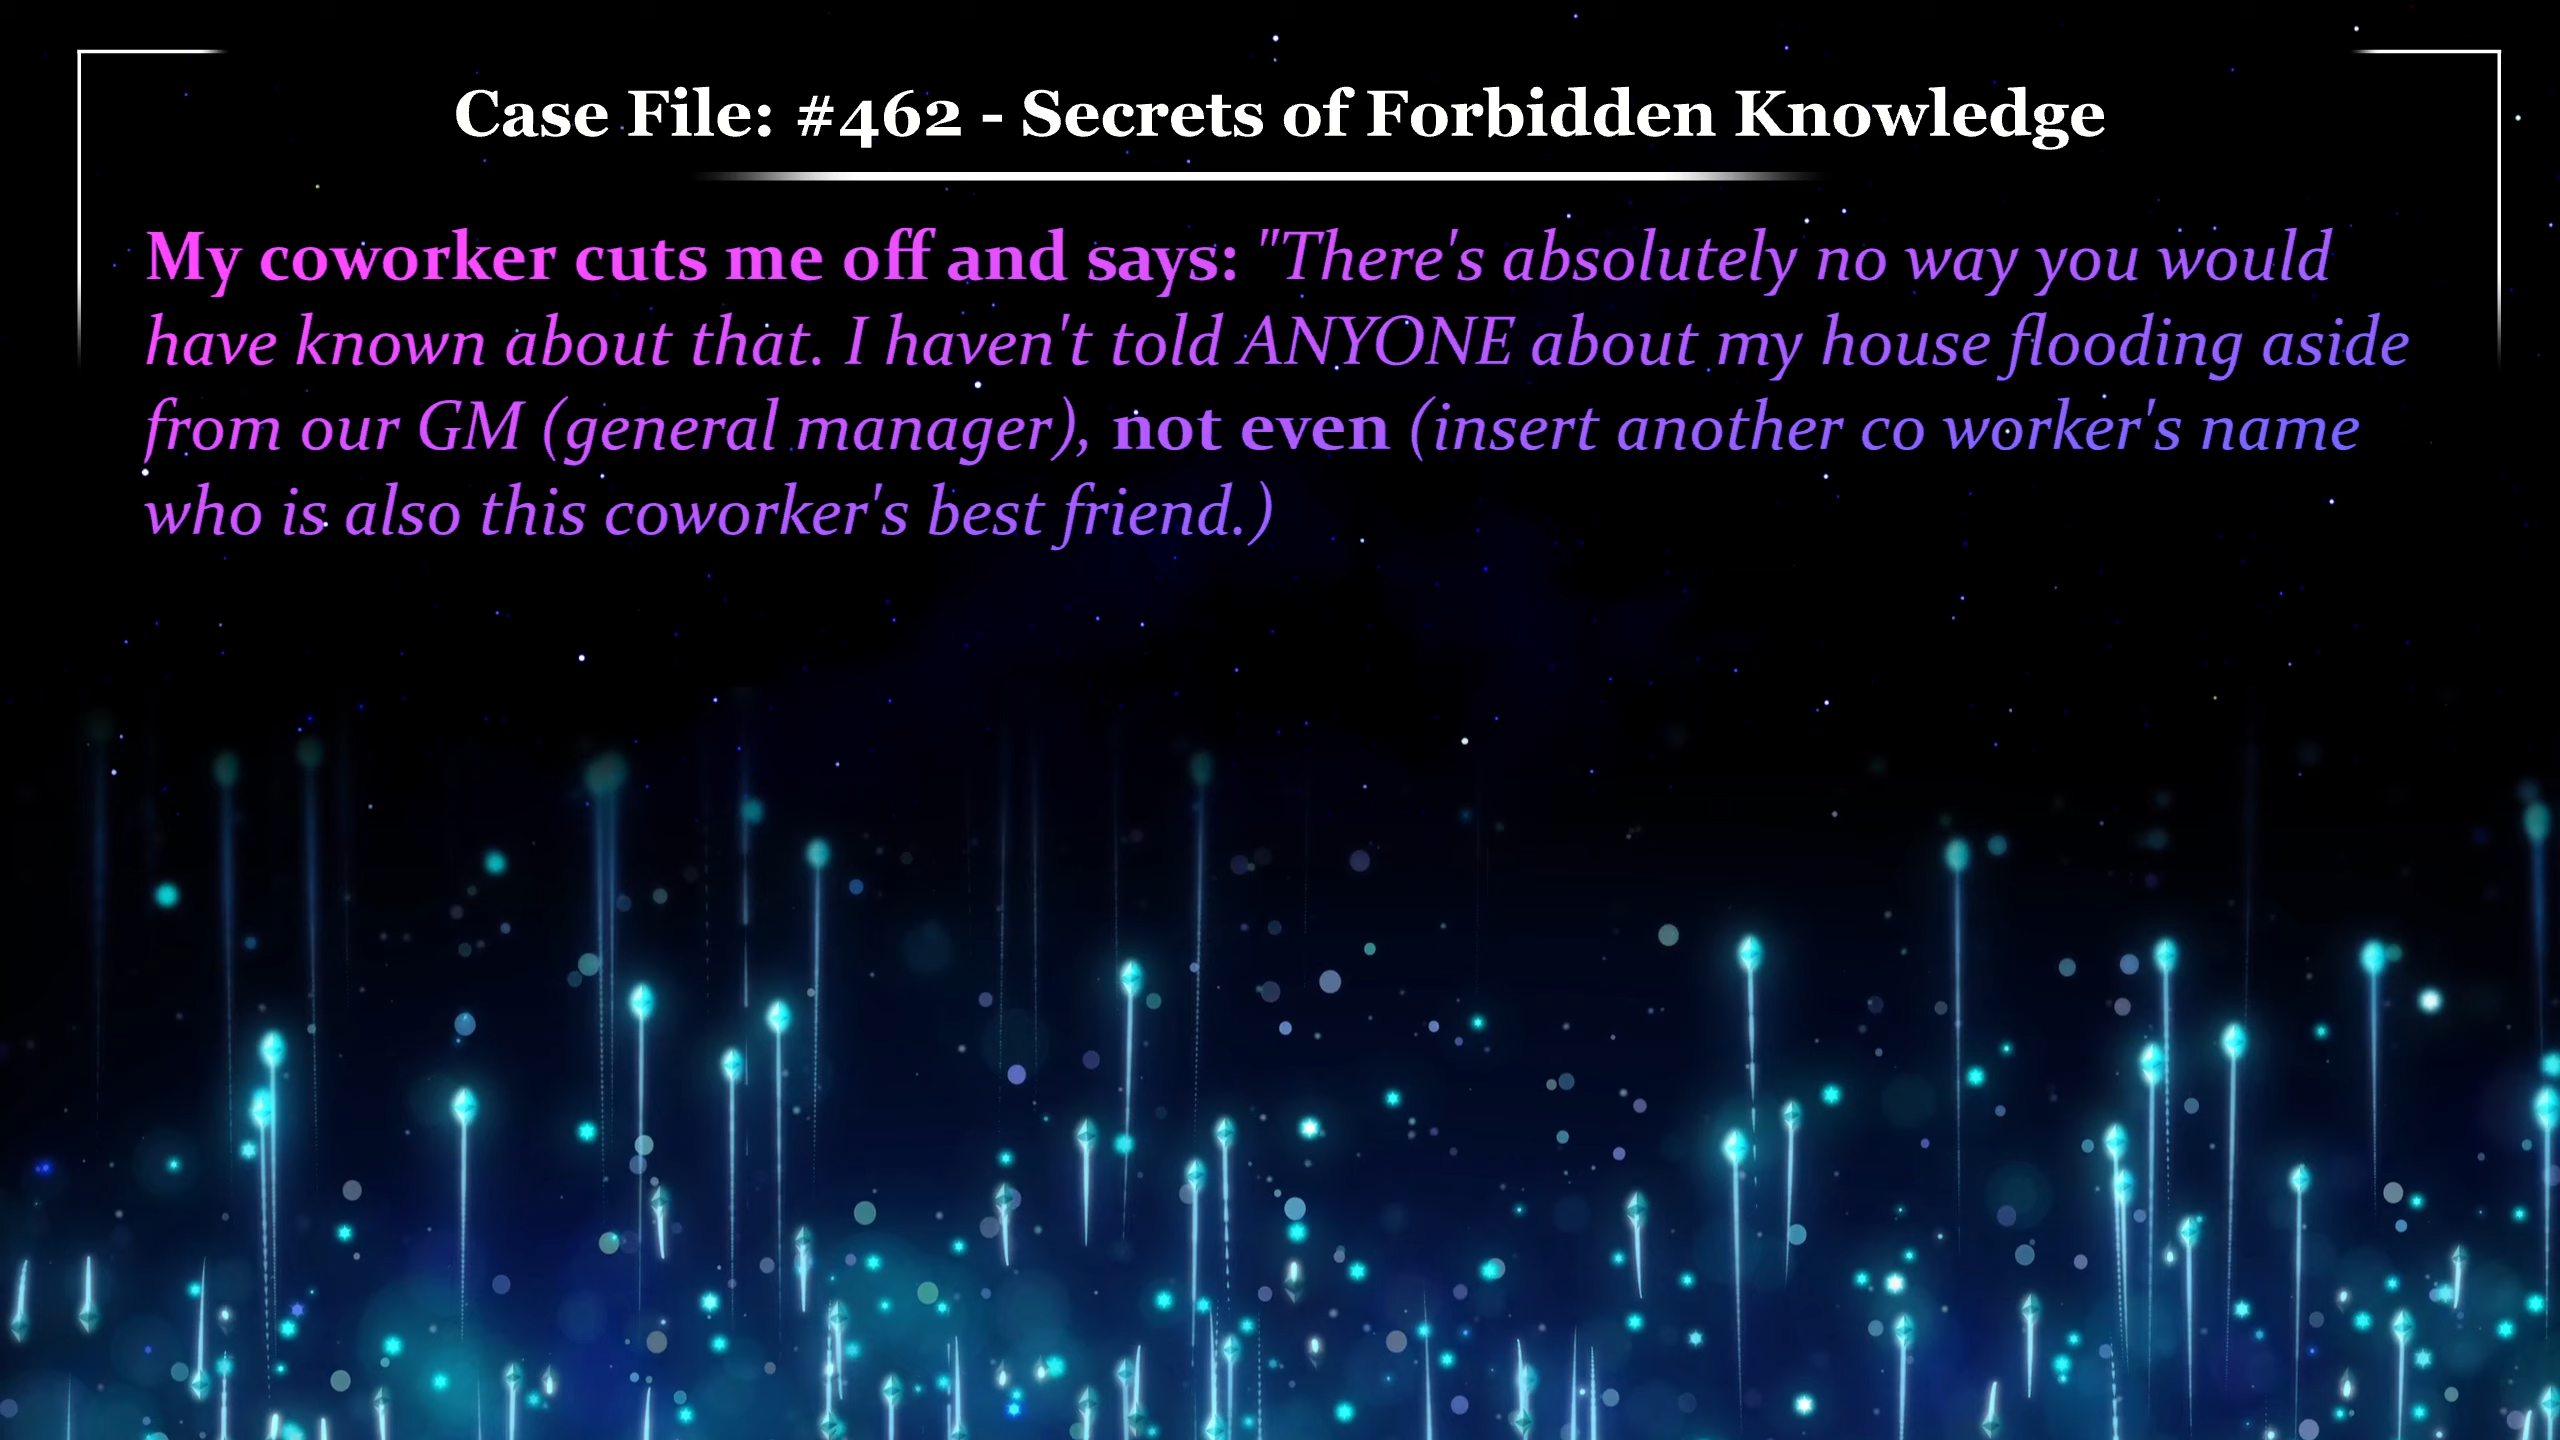 Case File: #462 - Secrets of Forbidden Knowledge
My coworker cuts me off and says: "There's absolutely no way you would
have known about that. I haven't told ANYONE about my house flooding aside
from our GM (general manager), not even (insert another co worker's name
who is also this coworker's best friend.)